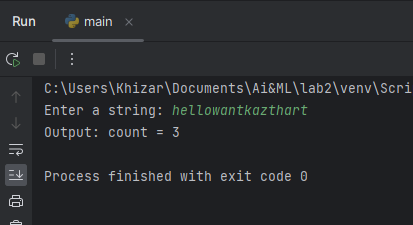 Run
main
C:\Users\Khizar\Documents\Ai&ML\lab2\venv\Scri
Enter a string: hellowantkazthart
Output: count = 3
Process finished with exit code 0